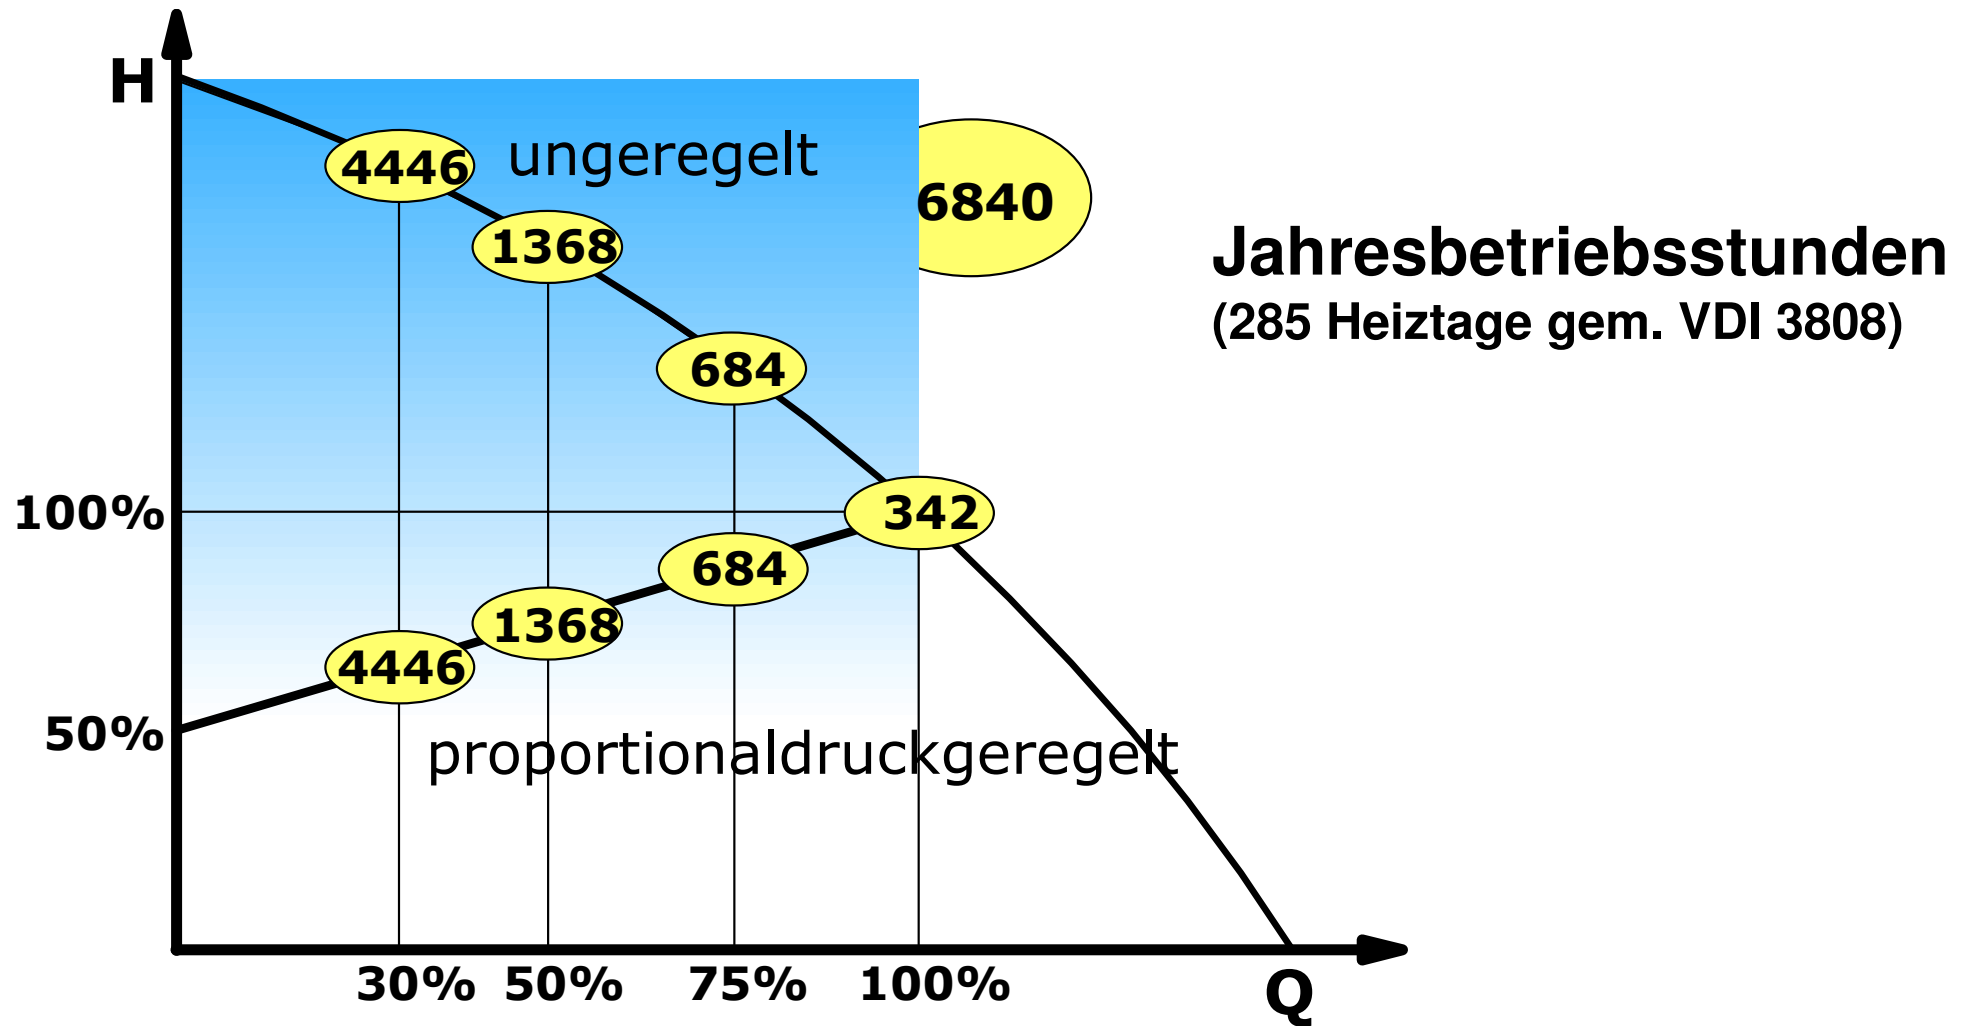 H
4446
ungeregelt
1368
6840
Jahresbetriebsstunden
(285 Heiztage gem. VDI 3808)
684
100%
342
684
1368
4446
50%
proportionaldruckgeregelt
30% 50% 75% 100%
Q